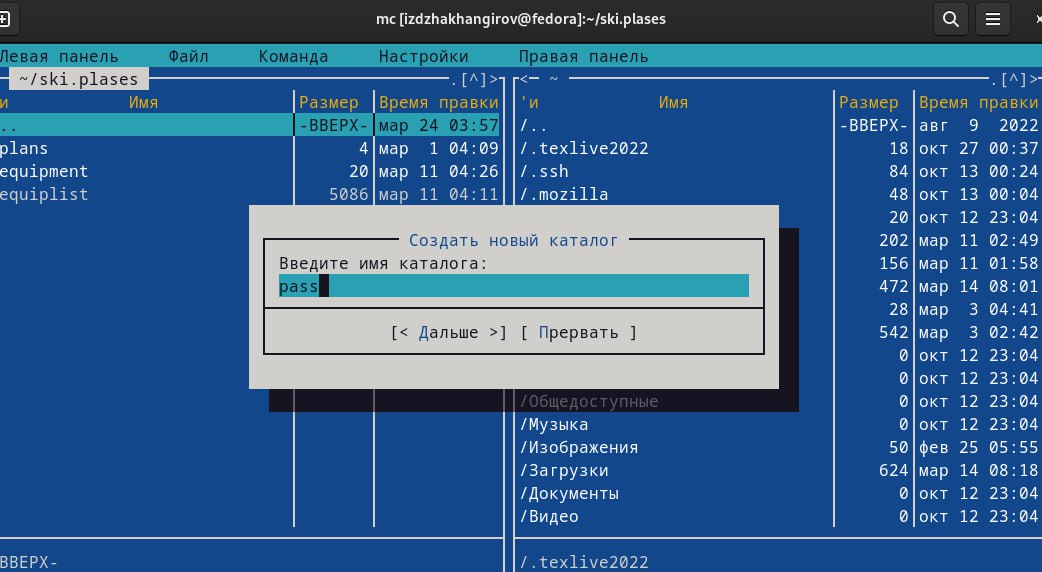 mc [izdzhakhangirov@fedora]:~/ski.plases
Левая панель Файл Команда Настройки Правая панель
~/ski.plases .[^]> <- ~ .[^]>
и Имя Размер Время правки 'и Имя Размер Время правки
.. -ВВЕРХ- мар 24 03:57 /.. -ВВЕРХ- авг 9 2022
plans 4 мар 1 04:09 /.texlive2022 18 окт 27 00:37
equipment 20 мар 11 04:26 /.ssh 84 окт 13 00:24
equiplist 5086 мар 11 04:11 /.mozilla 48 окт 13 00:04
20 окт 12 23:04
Создать новый каталог 202 мар 11 02:49
Введите имя каталога: 156 мар 11 01:58
pass 472 мар 14 08:01
28 мар 3 04:41
[< Дальше >] [ Прервать ] 542 мар 3 02:42
0 окт 12 23:04
0 окт 12 23:04
/Общедоступные 0 окт 12 23:04
/Музыка 0 окт 12 23:04
/Изображения 50 фев 25 05:55
/Загрузки 624 мар 14 08:18
/Документы 0 окт 12 23:04
/Видео 0 окт 12 23:04
ВВЕРХ- /.texlive2022